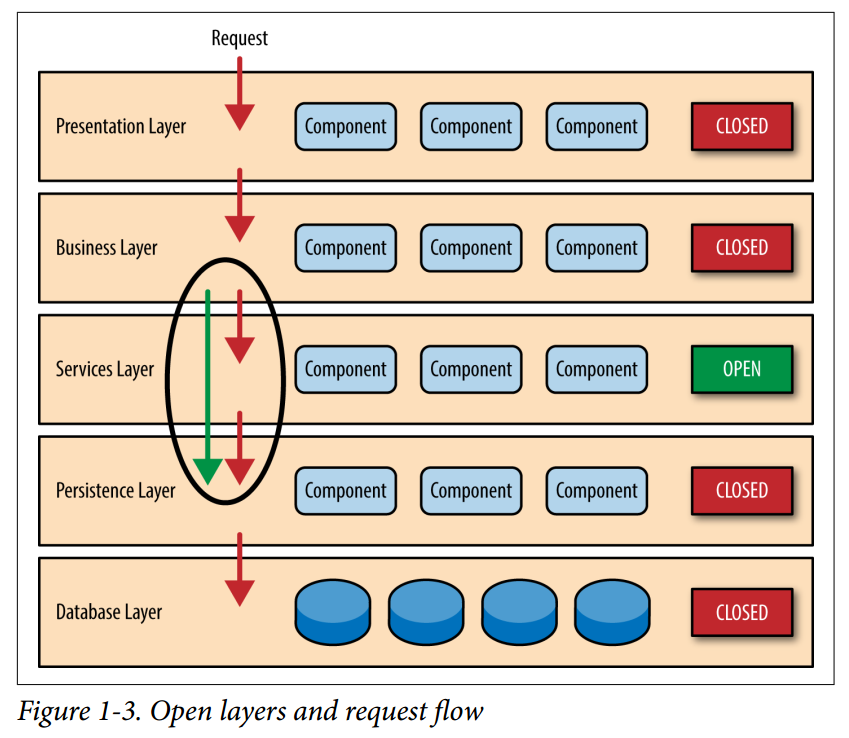 Request
Presentation Layer Component Component Component CLOSED
Business Layer Component Component Component CLOSED
Services Layer Component Component Component OPEN
Persistence Layer Component Component Component CLOSED
Database Layer CLOSED
Figure 1-3. Open layers and request flow